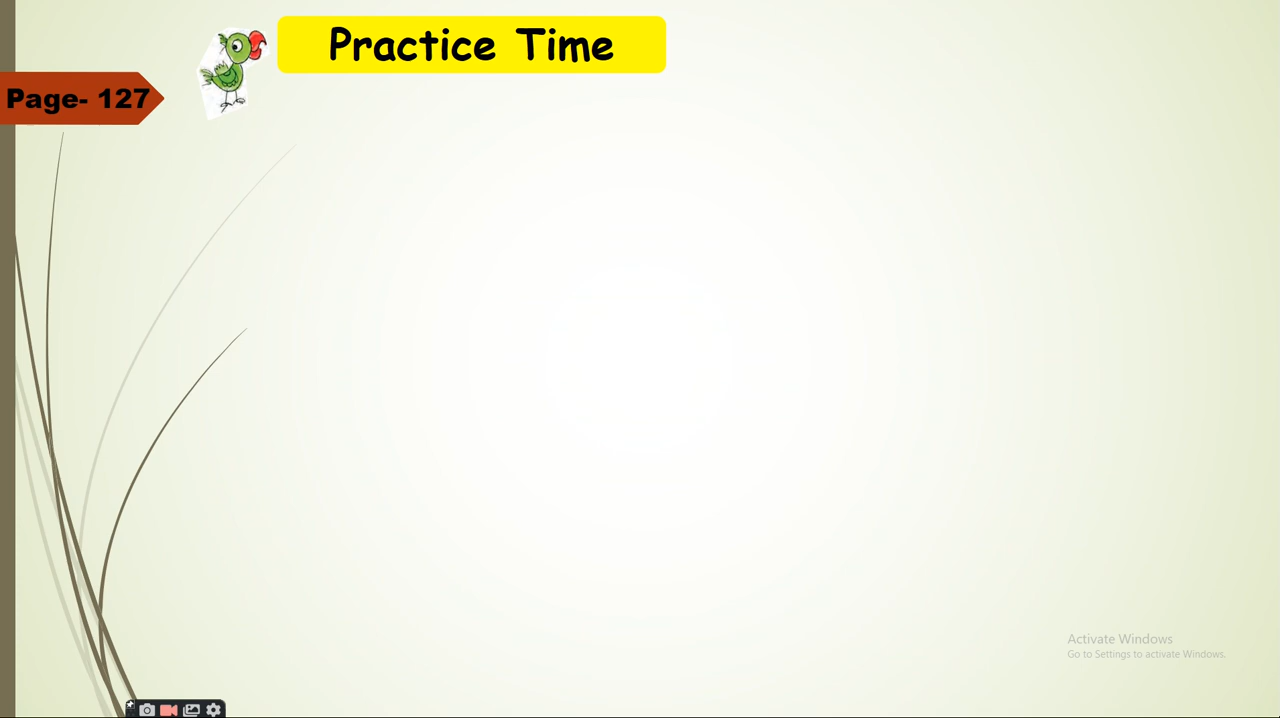 Practice Time
Page- 127
Activate Windows
Go to Settings to activate Windows.